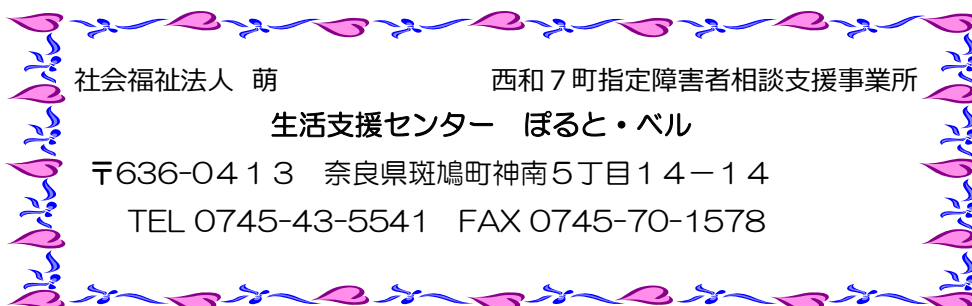 社会福祉法人 萌　　　　　　西和７町指定障害者相談支援事業所
生活支援センター　ぽると・ベル
〒636-0４１３　奈良県斑鳩町神南５丁目１４－１４
TEL 0745-43-5541　FAX 0745-70-1578